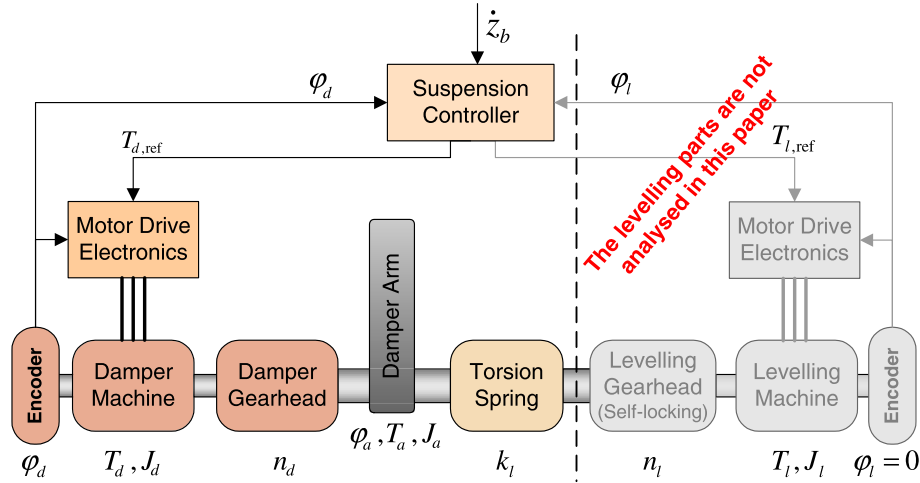 ż_b
φ_d
Suspension
Controller
φ_l
T_d,ref
T_l,ref
The levelling parts are not
analysed in this paper
Motor Drive
Electronics
Motor Drive
Electronics
Damper Arm
Encoder
Damper
Machine
Damper
Gearhead
Torsion
Spring
Levelling
Gearhead
(Self-locking)
Levelling
Machine
Encoder
φ_d
T_d, J_d
n_d
φ_a, T_a, J_a
k_l
n_l
T_l, J_l
φ_l = 0